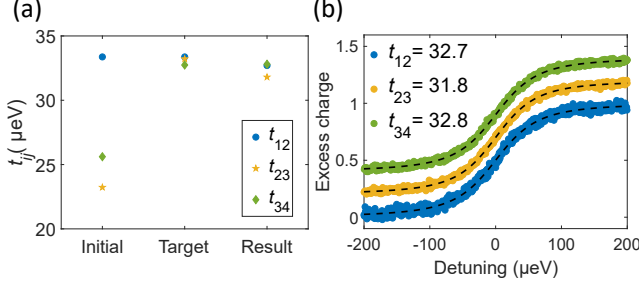 (a)
35
30
25
20
t_ij (µeV)
Initial
Target
Result
t_12
t_23
t_34
(b)
1.5
1
0.5
0
Excess charge
t_12 = 32.7
t_23 = 31.8
t_34 = 32.8
-200
-100
0
100
200
Detuning (µeV)